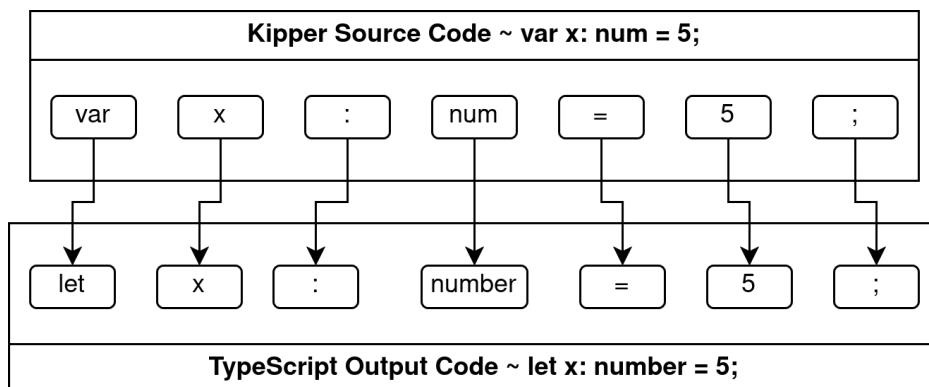 Kipper Source Code ~ var x: num = 5;
var x : num = 5 ;
let x : number = 5 ;
TypeScript Output Code ~ let x: number = 5;